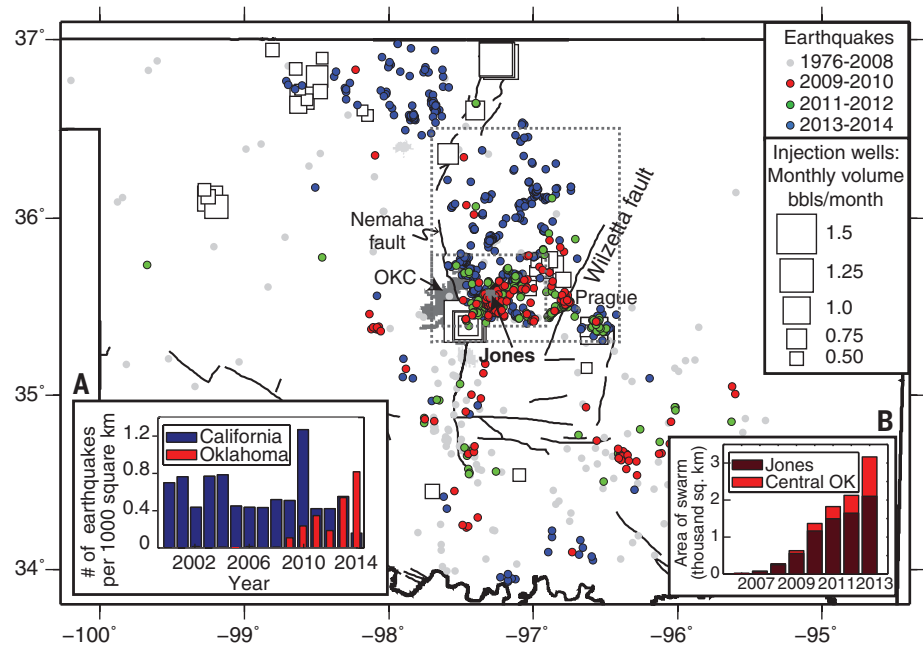 37˚
36˚
35˚
34˚
−100˚
−99˚
−98˚
−97˚
−96˚
−95˚
Earthquakes
1976-2008
2009-2010
2011-2012
2013-2014
Injection wells:
Monthly volume
bbls/month
1.5
1.25
1.0
0.75
0.50
Nemaha
fault
Wilzetta fault
OKC
Prague
Jones
A
# of earthquakes
per 1000 square km
1.2
0.8
0.4
0
California
Oklahoma
2002
2006
2010
2014
Year
B
Area of swarm
(thousand sq. km)
3
2
1
0
Jones
Central OK
2007
2009
2011
2013